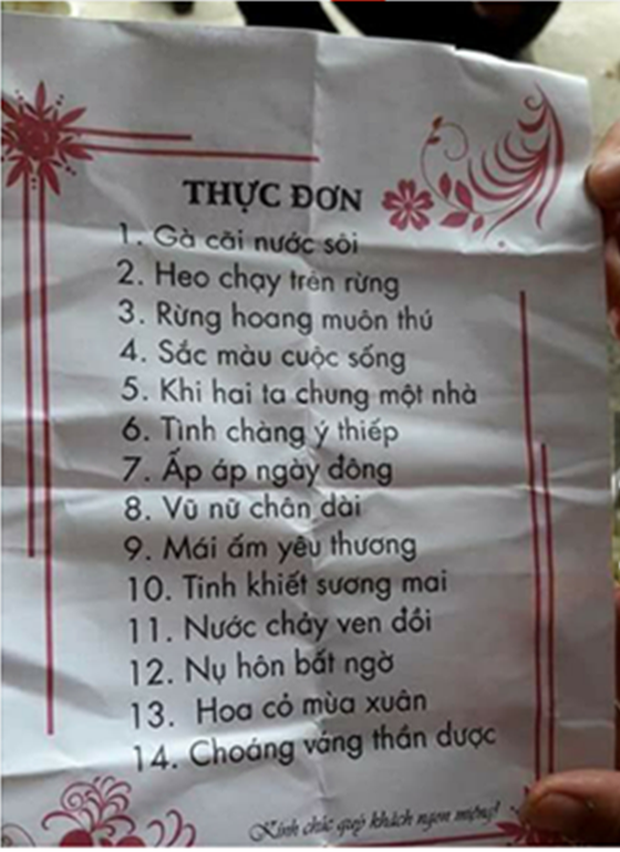 THỰC ĐƠN
1. Gà cãi nước sôi
2. Heo chạy trên rừng
3. Rừng hoang muôn thú
4. Sắc màu cuộc sống
5. Khi hai ta chung một nhà
6. Tình chàng ý thiếp
7. Ấp áp ngày đông
8. Vũ nữ chân dài
9. Mái ấm yêu thương
10. Tinh khiết sương mai
11. Nước chảy ven đồi
12. Nụ hôn bất ngờ
13. Hoa cỏ mùa xuân
14. Choáng váng thần dược
Kính chúc quý khách ngon miệng!